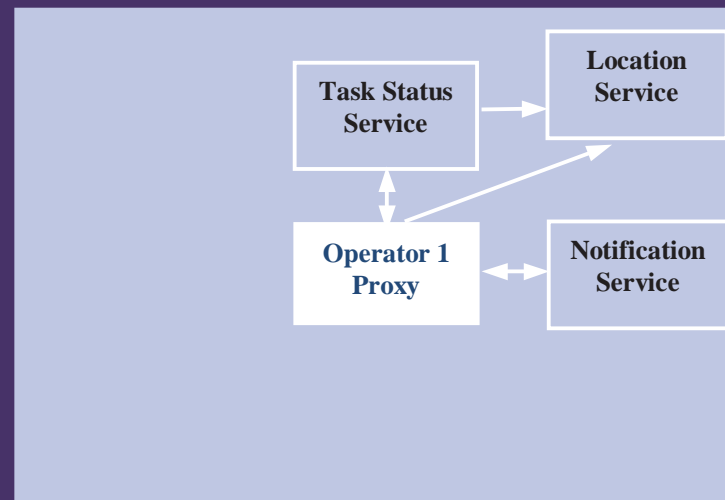 Task Status
Service
Location
Service
Operator 1
Proxy
Notification
Service